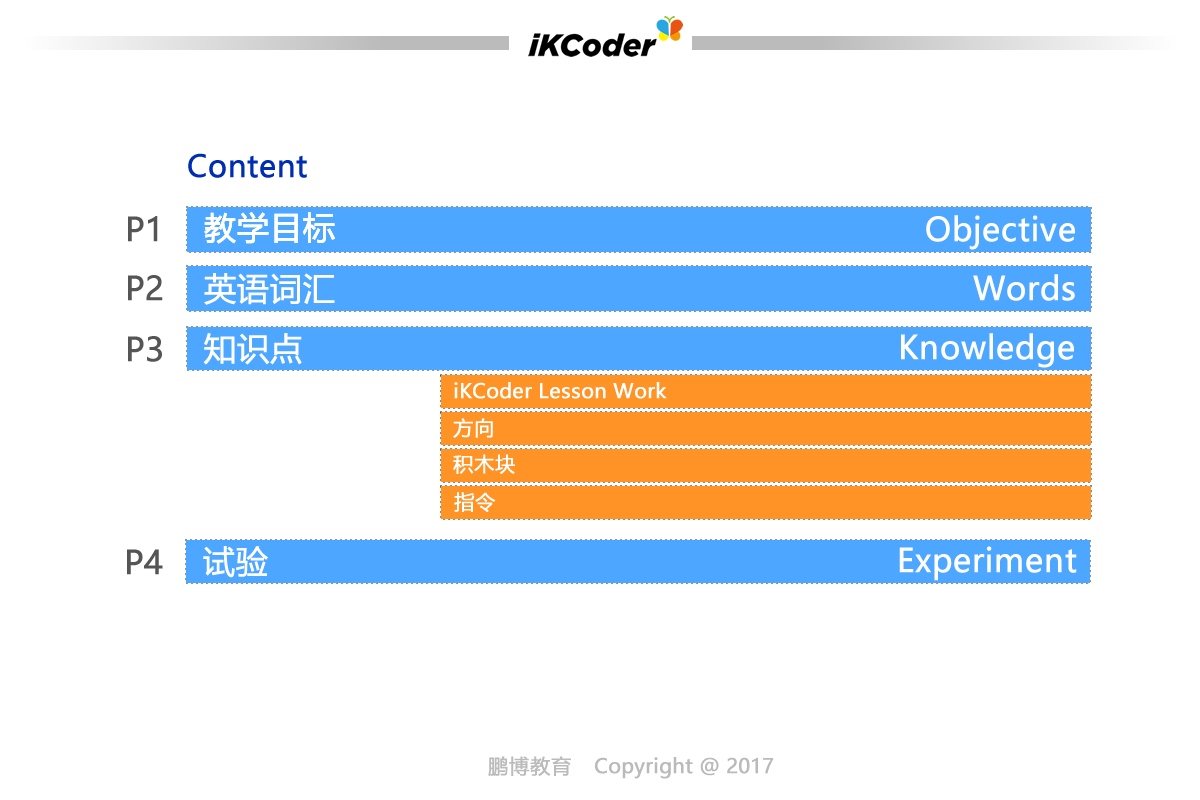 iKCoder
Content
P1 教学目标 Objective
P2 英语词汇 Words
P3 知识点 Knowledge
iKCoder Lesson Work
方向
积木块
指令
P4 试验 Experiment
鹏博教育 Copyright @ 2017